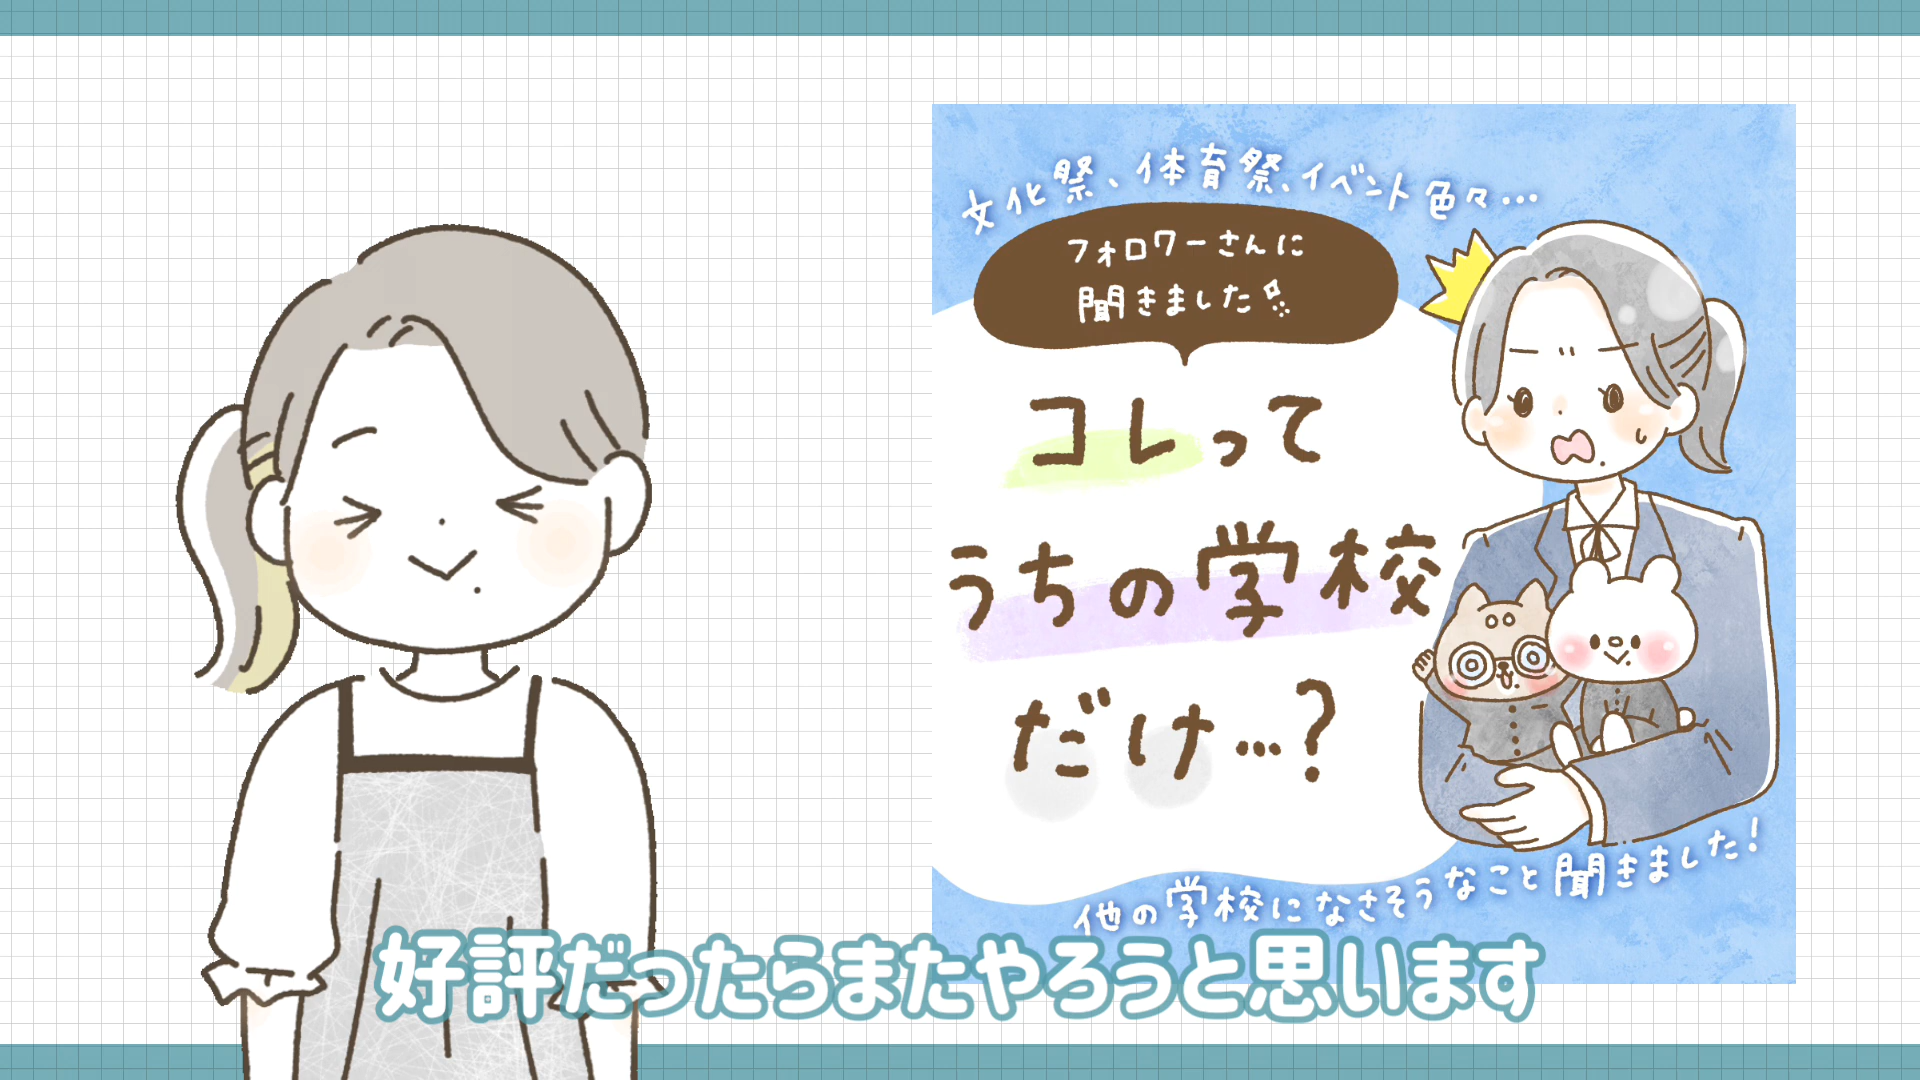 文化祭、体育祭、イベント色々…
フォロワーさんに
聞きました
コレって
うちの学校
だけ…?
他の学校になさそうなこと聞きました!
好評だったらまたやろうと思います